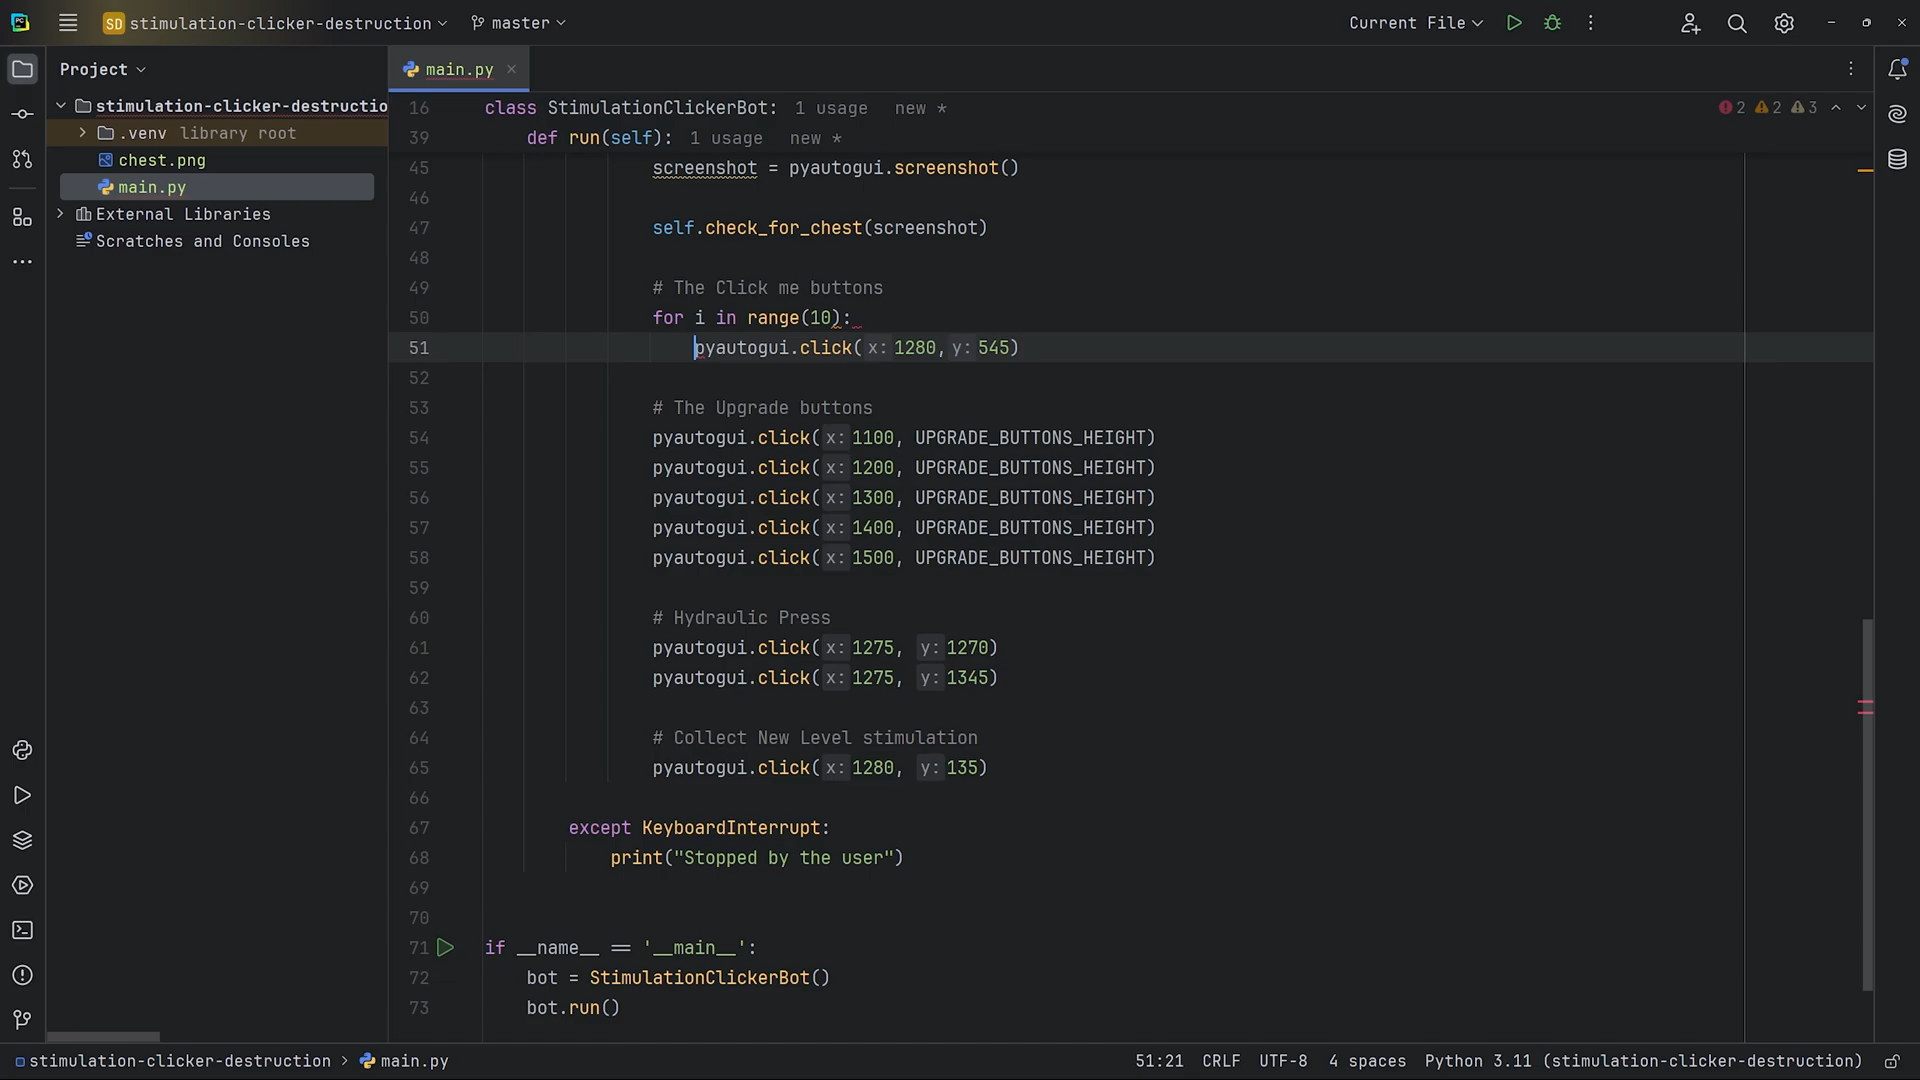 PC SD stimulation-clicker-destruction master Current File
Project
main.py
stimulation-clicker-destructio
.venv library root
chest.png
main.py
External Libraries
Scratches and Consoles
16 class StimulationClickerBot: 1 usage new *
2 2 3
39 def run(self): 1 usage new *
45 screenshot = pyautogui.screenshot()
46
47 self.check_for_chest(screenshot)
48
49 # The Click me buttons
50 for i in range(10):
51 pyautogui.click( x: 1280, y: 545)
52
53 # The Upgrade buttons
54 pyautogui.click( x: 1100, UPGRADE_BUTTONS_HEIGHT)
55 pyautogui.click( x: 1200, UPGRADE_BUTTONS_HEIGHT)
56 pyautogui.click( x: 1300, UPGRADE_BUTTONS_HEIGHT)
57 pyautogui.click( x: 1400, UPGRADE_BUTTONS_HEIGHT)
58 pyautogui.click( x: 1500, UPGRADE_BUTTONS_HEIGHT)
59
60 # Hydraulic Press
61 pyautogui.click( x: 1275, y: 1270)
62 pyautogui.click( x: 1275, y: 1345)
63
64 # Collect New Level stimulation
65 pyautogui.click( x: 1280, y: 135)
66
67 except KeyboardInterrupt:
68 print("Stopped by the user")
69
70
71 if __name__ == '__main__':
72 bot = StimulationClickerBot()
73 bot.run()
stimulation-clicker-destruction > main.py 51:21 CRLF UTF-8 4 spaces Python 3.11 (stimulation-clicker-destruction)